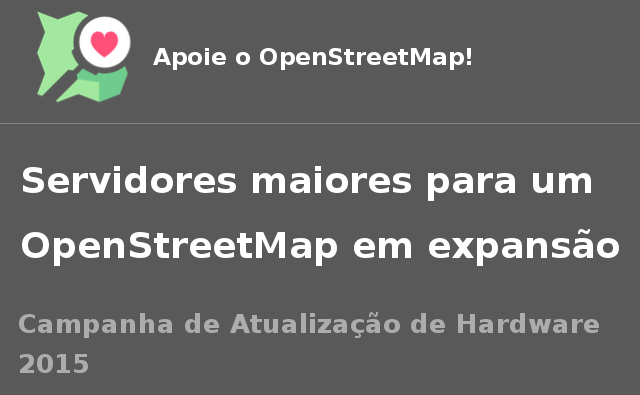 Apoie o OpenStreetMap!
Servidores maiores para um
OpenStreetMap em expansão
Campanha de Atualização de Hardware
2015